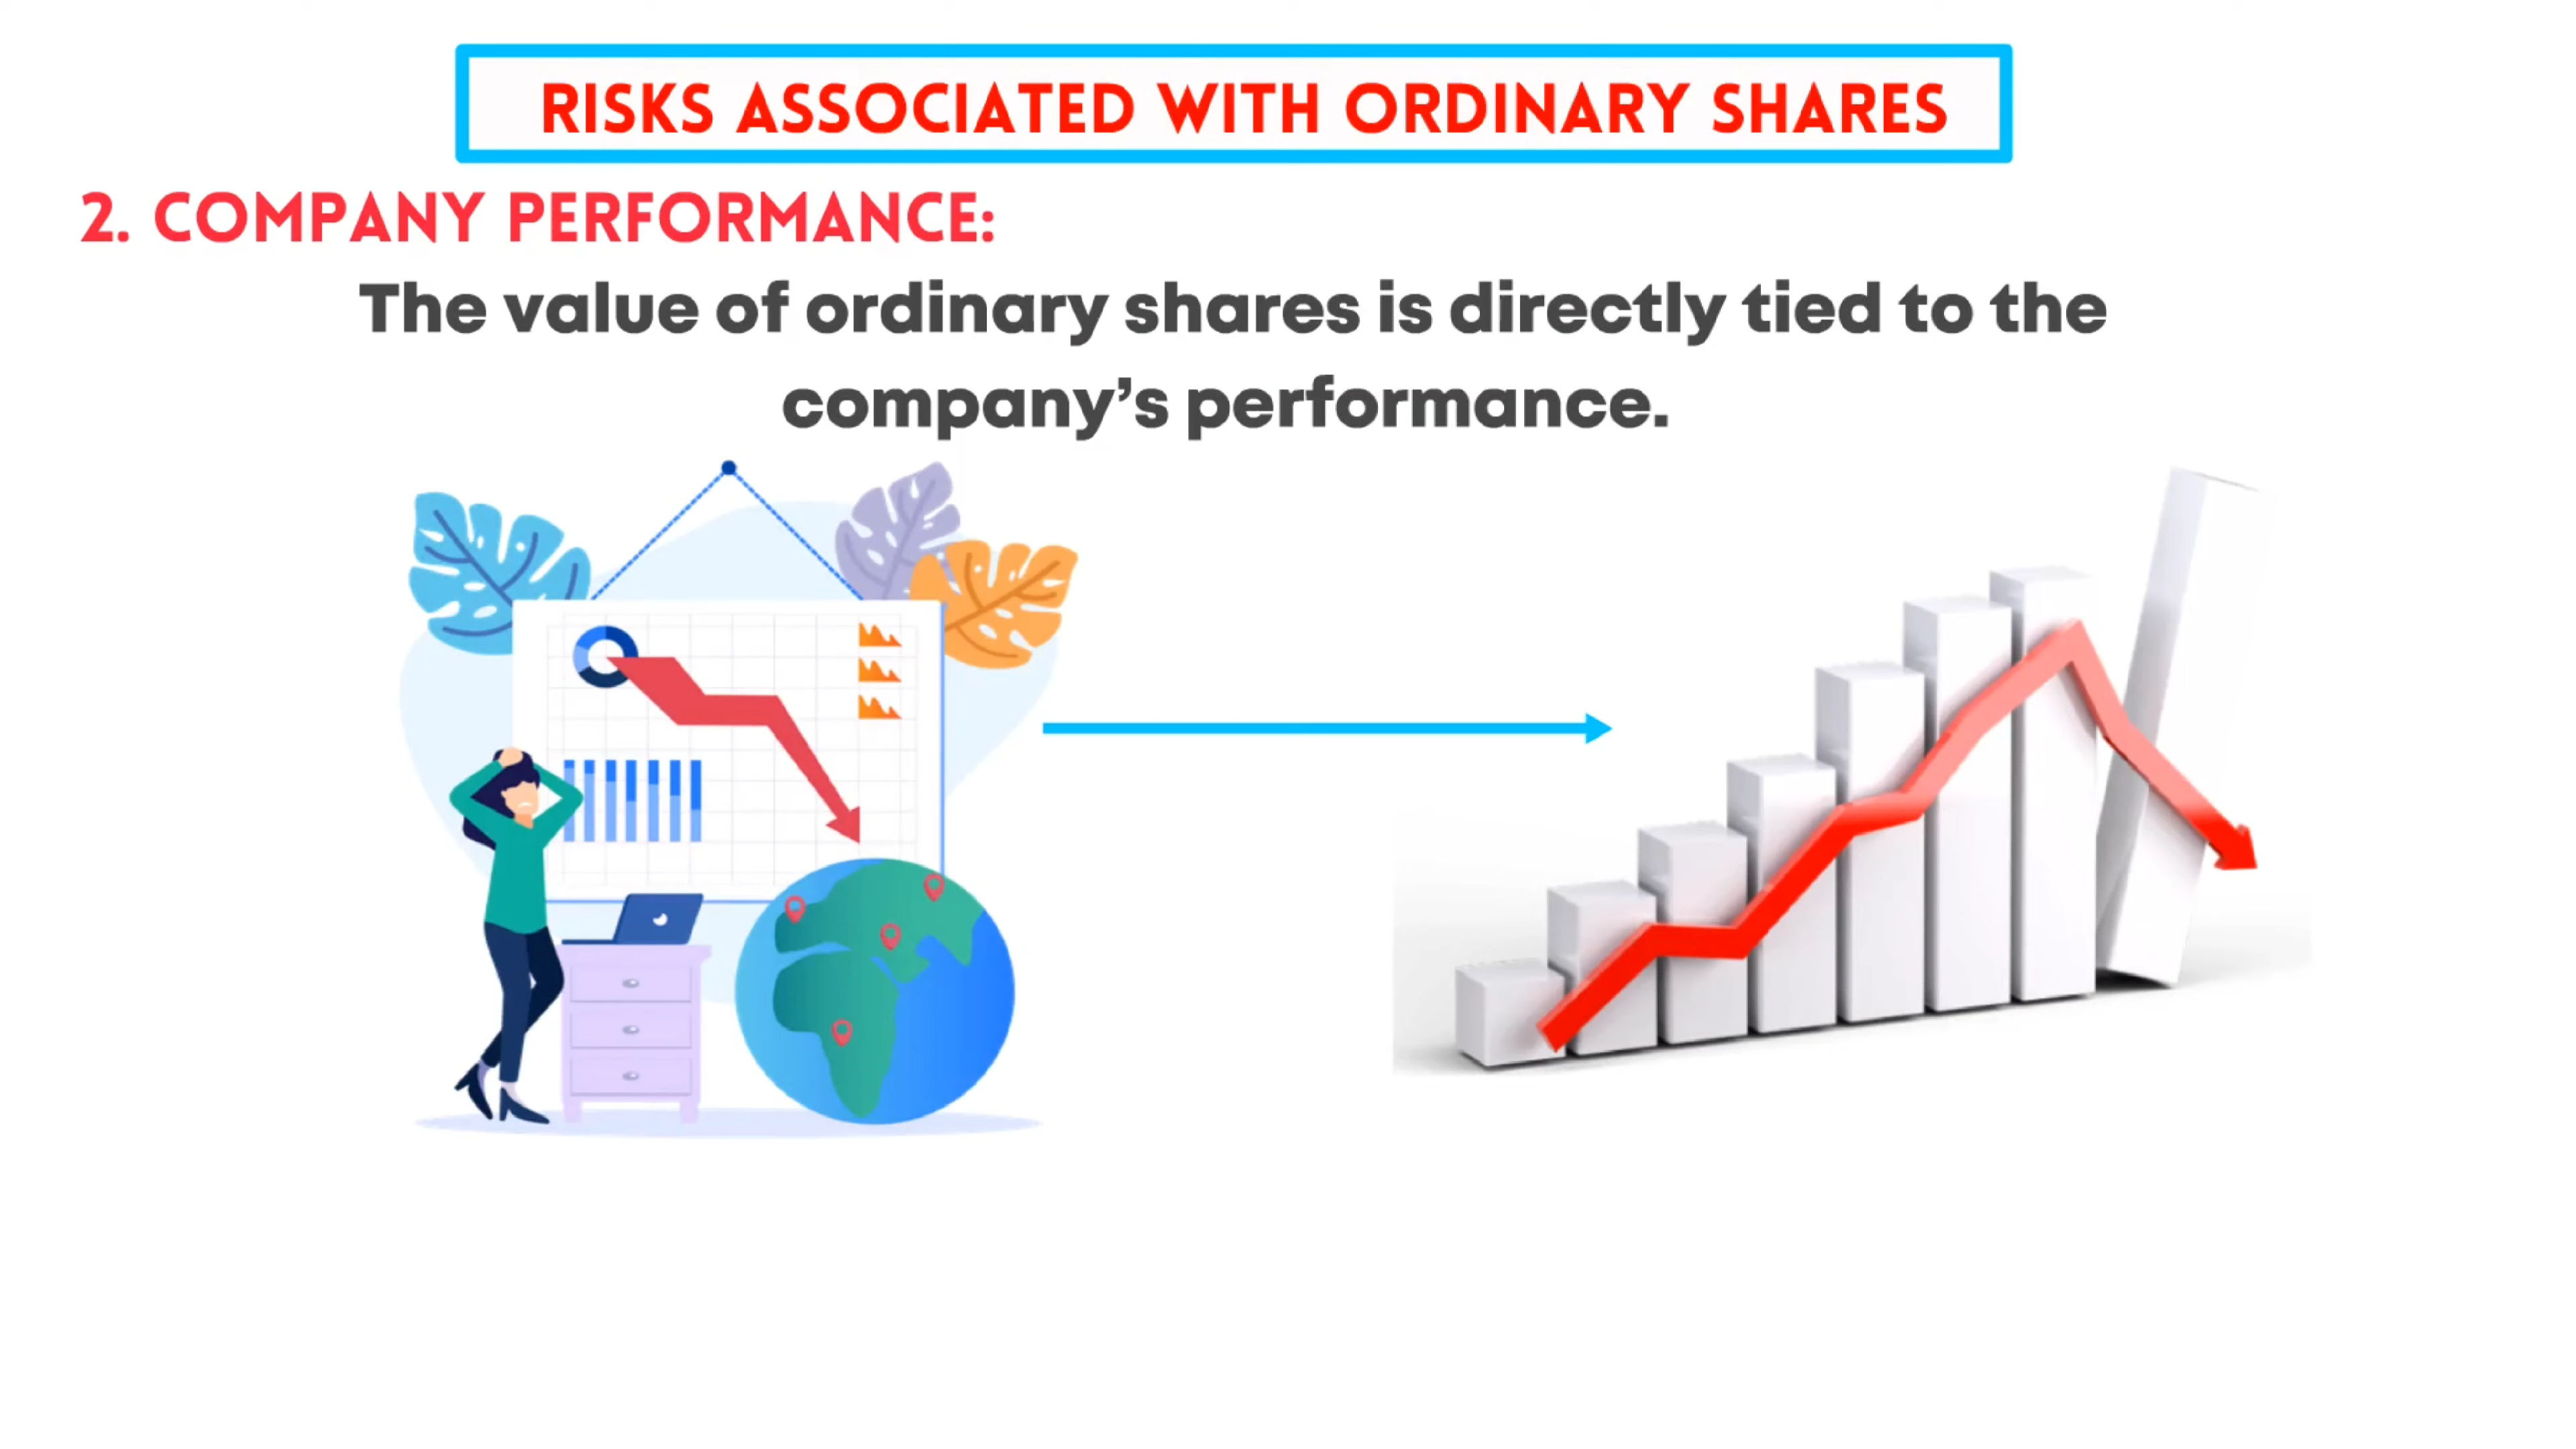 RISKS ASSOCIATED WITH ORDINARY SHARES
2. COMPANY PERFORMANCE:
The value of ordinary shares is directly tied to the
company’s performance.